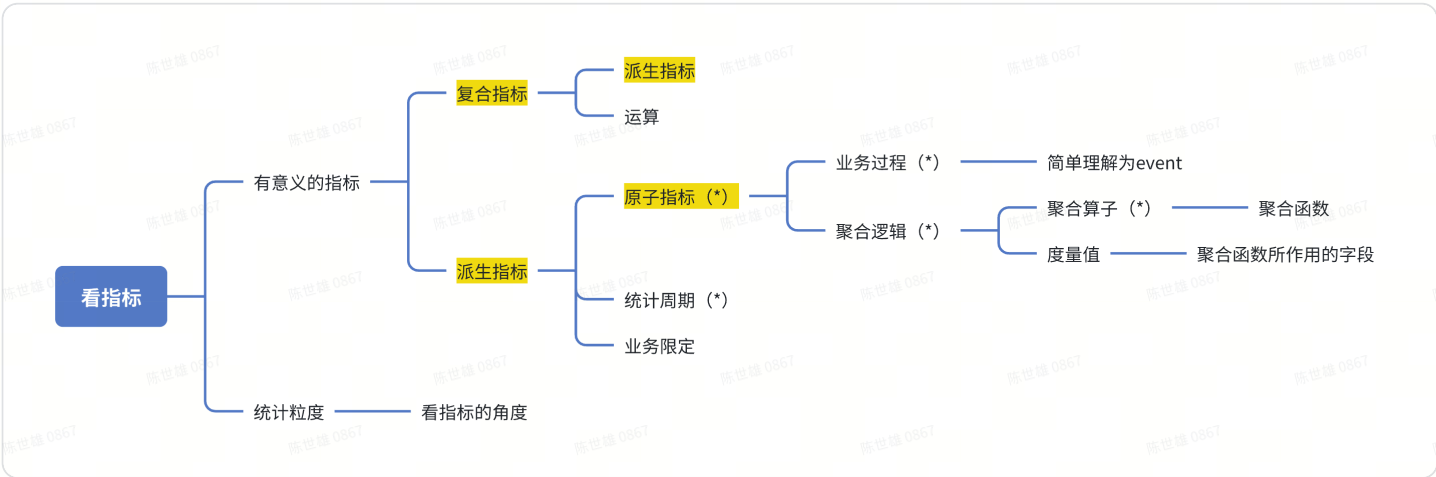 陈世雄 0867
看指标
有意义的指标
复合指标
派生指标
运算
派生指标
原子指标（*）
业务过程（*）
简单理解为event
聚合逻辑（*）
聚合算子（*）
聚合函数
度量值
聚合函数所作用的字段
统计周期（*）
业务限定
统计粒度
看指标的角度